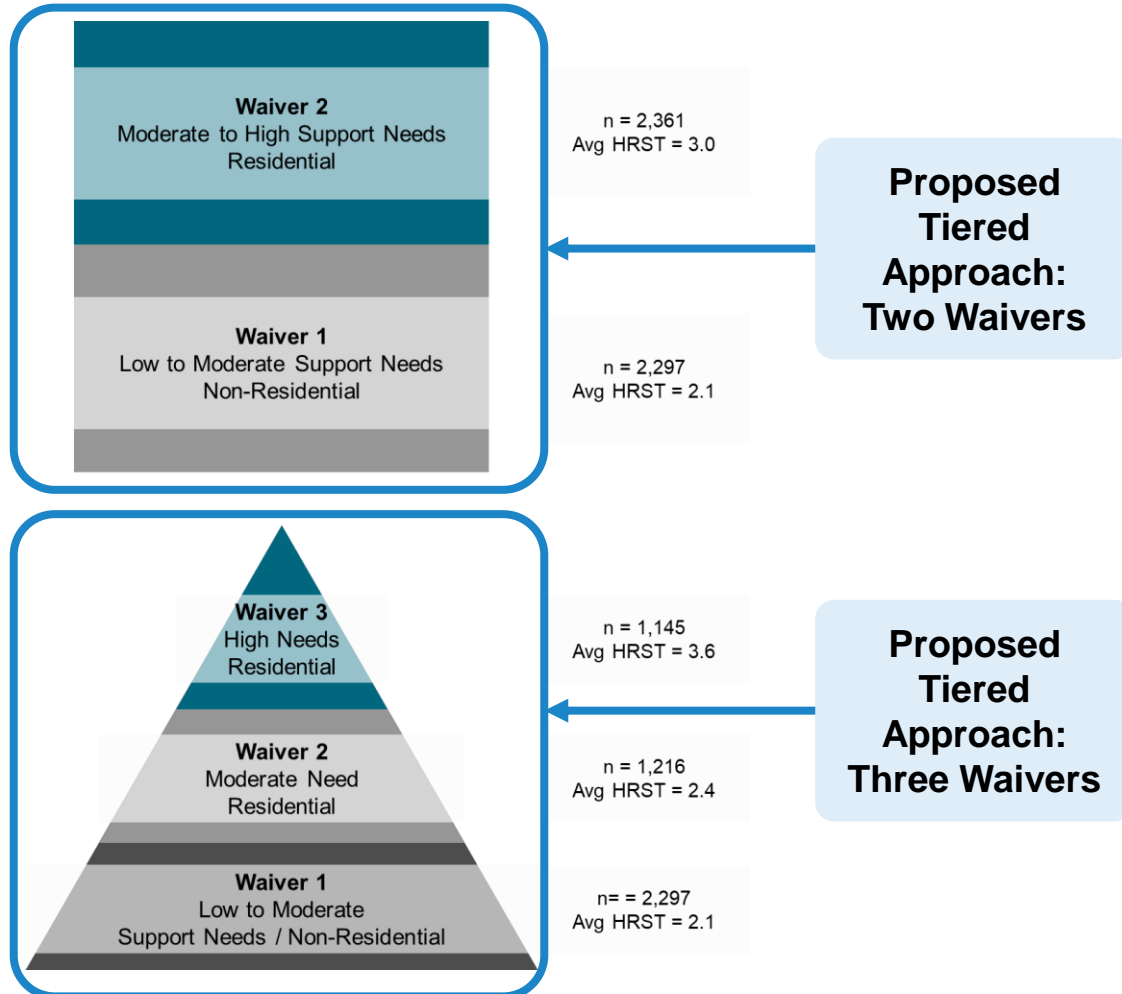 Waiver 2
Moderate to High Support Needs
Residential
n = 2,361
Avg HRST = 3.0
Waiver 1
Low to Moderate Support Needs
Non-Residential
n = 2,297
Avg HRST = 2.1
Proposed
Tiered
Approach:
Two Waivers
Waiver 3
High Needs
Residential
n = 1,145
Avg HRST = 3.6
Waiver 2
Moderate Need
Residential
n = 1,216
Avg HRST = 2.4
Waiver 1
Low to Moderate
Support Needs / Non-Residential
n= = 2,297
Avg HRST = 2.1
Proposed
Tiered
Approach:
Three Waivers